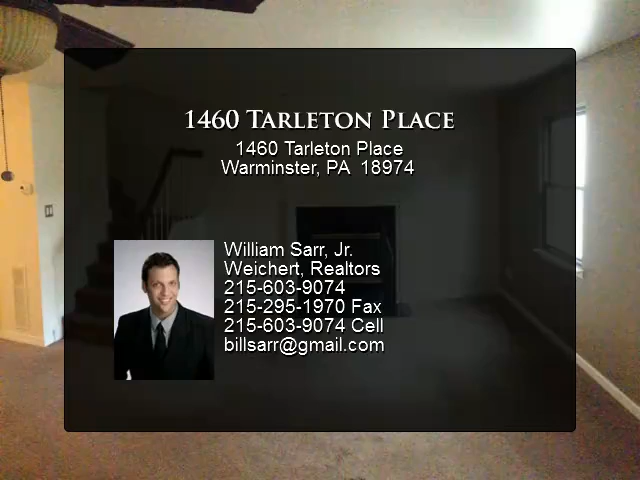 1460 Tarleton Place
1460 Tarleton Place
Warminster, PA 18974
William Sarr, Jr.
Weichert, Realtors
215-603-9074
215-295-1970 Fax
215-603-9074 Cell
billsarr@gmail.com